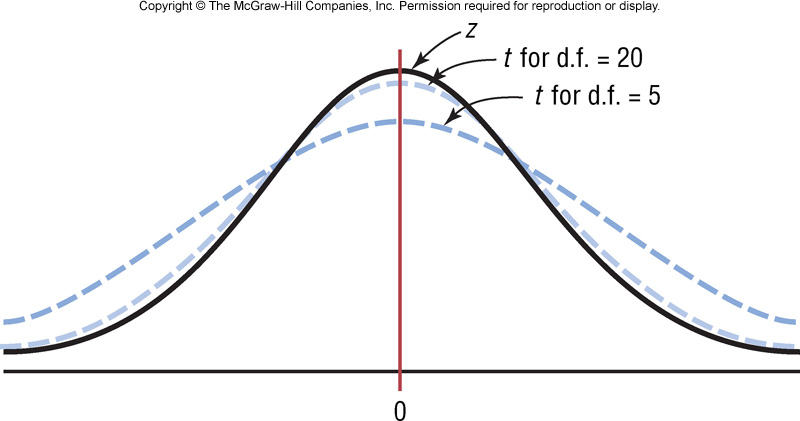 Copyright © The McGraw-Hill Companies, Inc. Permission required for reproduction or display.
z
t for d.f. = 20
t for d.f. = 5
0